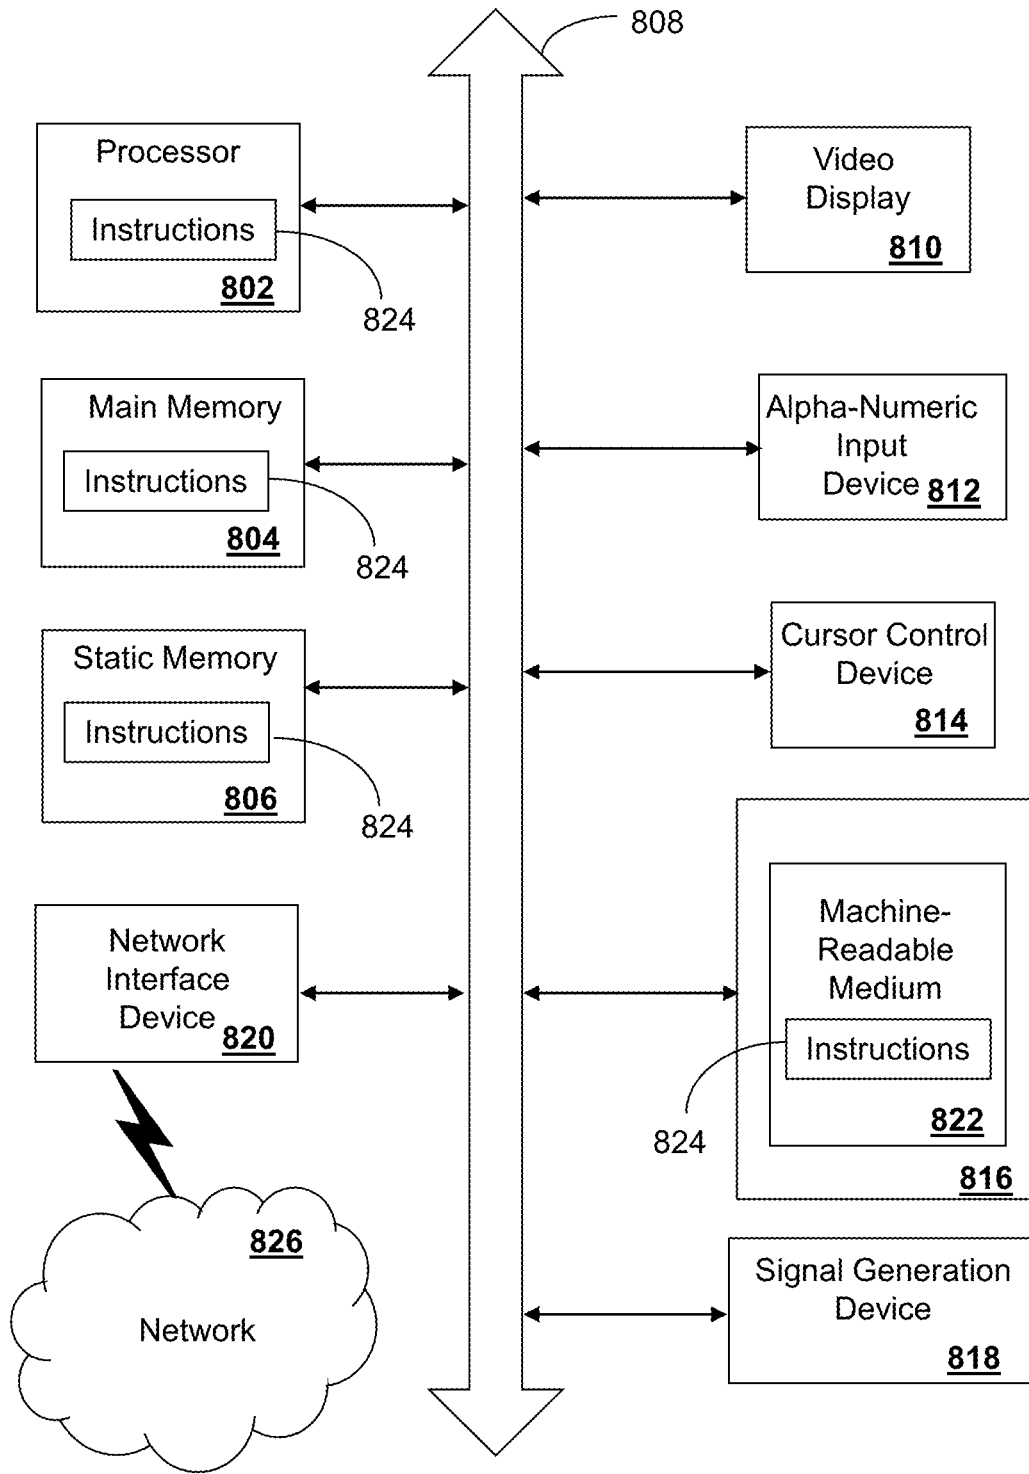 808
Processor
Instructions
802
824
Main Memory
Instructions
804
824
Static Memory
Instructions
806
824
Network
Interface
Device
820
826
Network
Video
Display
810
Alpha-Numeric
Input
Device
812
Cursor Control
Device
814
Machine-
Readable
Medium
Instructions
822
824
816
Signal Generation
Device
818